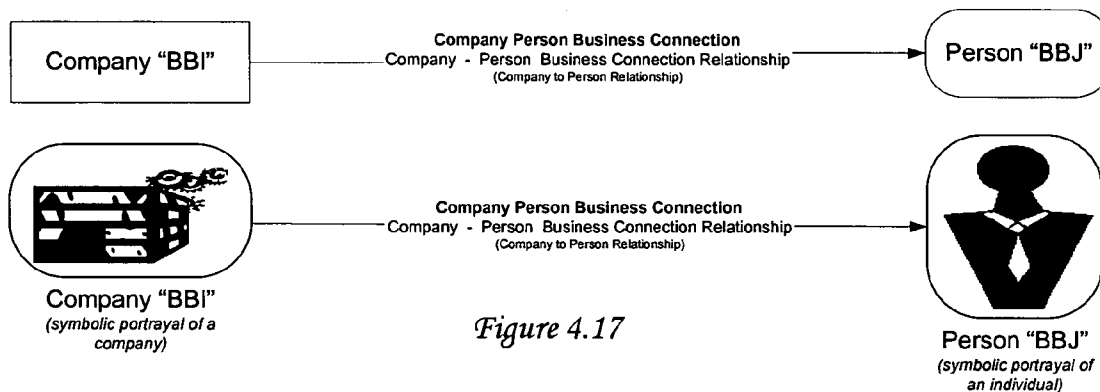 Company "BBI"
Company Person Business Connection
Company - Person Business Connection Relationship
(Company to Person Relationship)
Person "BBJ"
Company Person Business Connection
Company - Person Business Connection Relationship
(Company to Person Relationship)
Company "BBI"
(symbolic portrayal of a
company)
Figure 4.17
Person "BBJ"
(symbolic portrayal of
an individual)